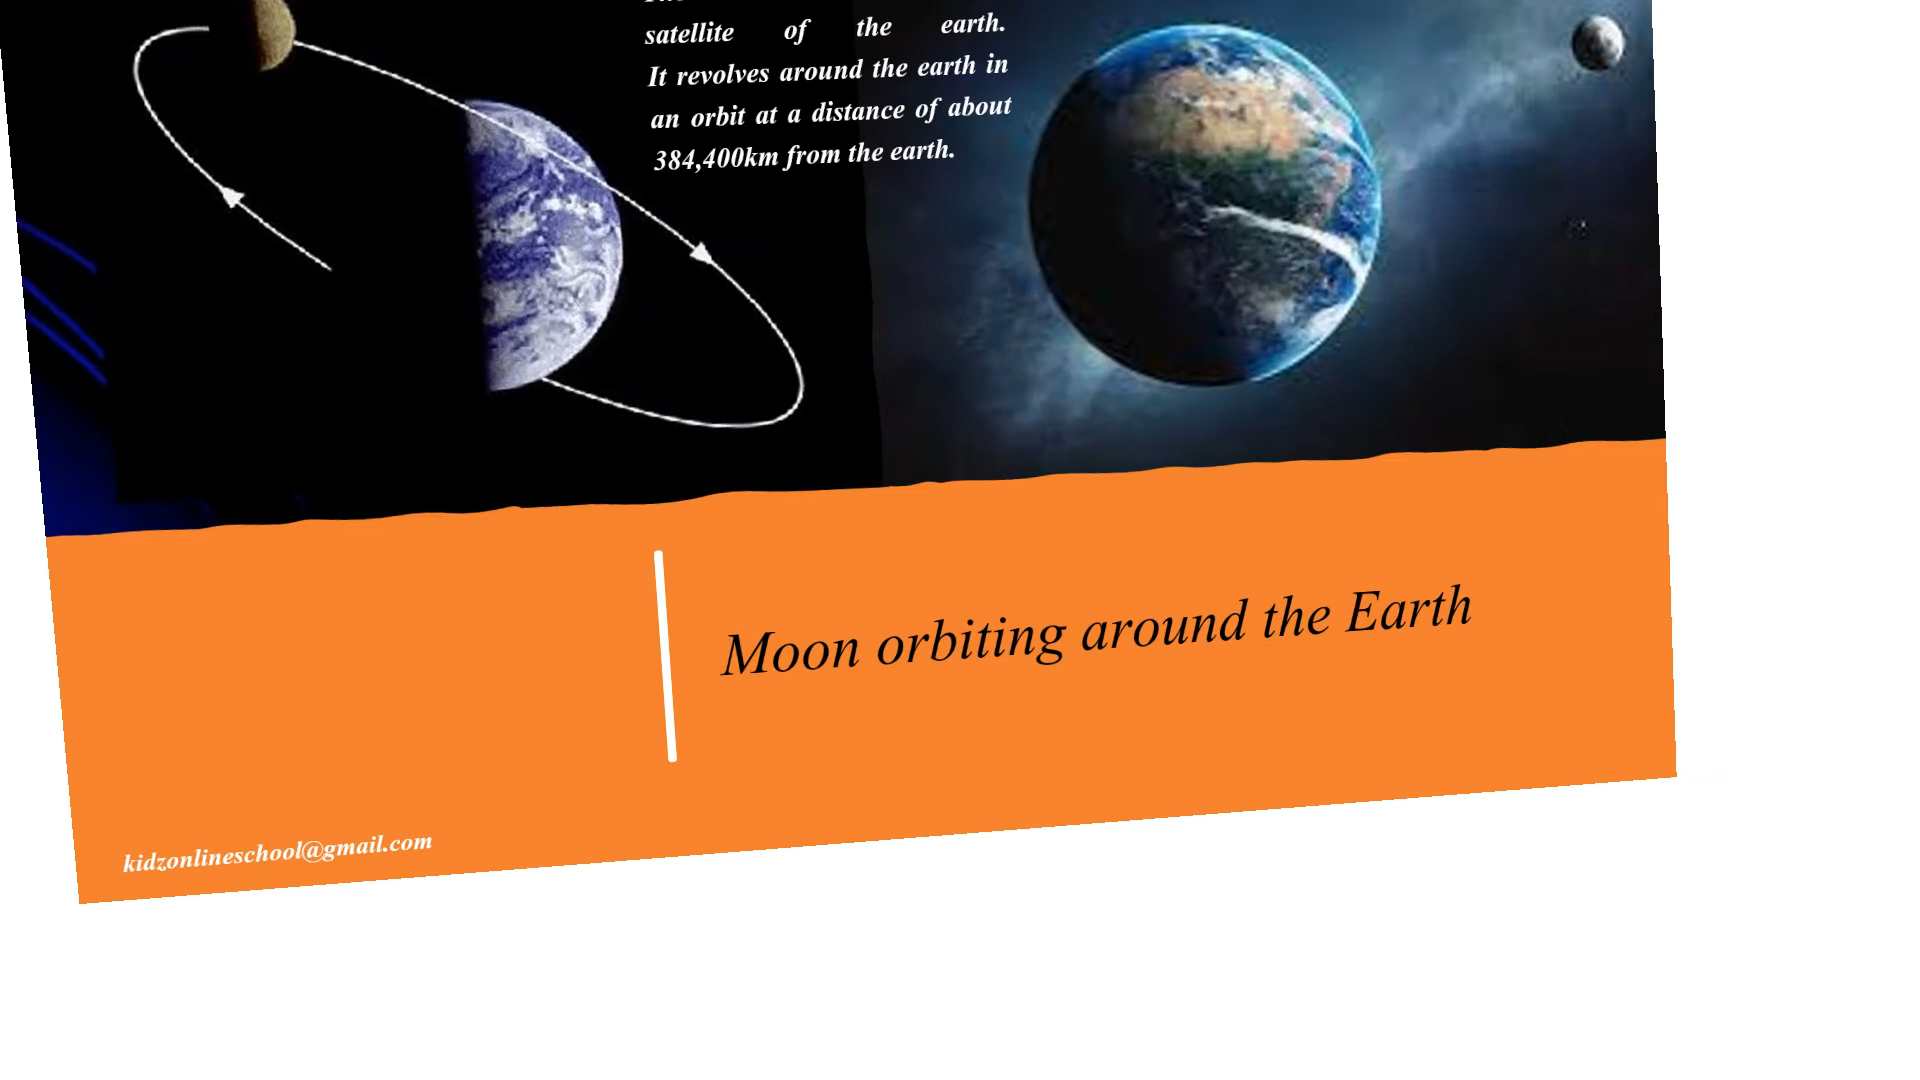 satellite of the earth.
It revolves around the earth in
an orbit at a distance of about
384,400km from the earth.
Moon orbiting around the Earth
kidzonlineschool@gmail.com